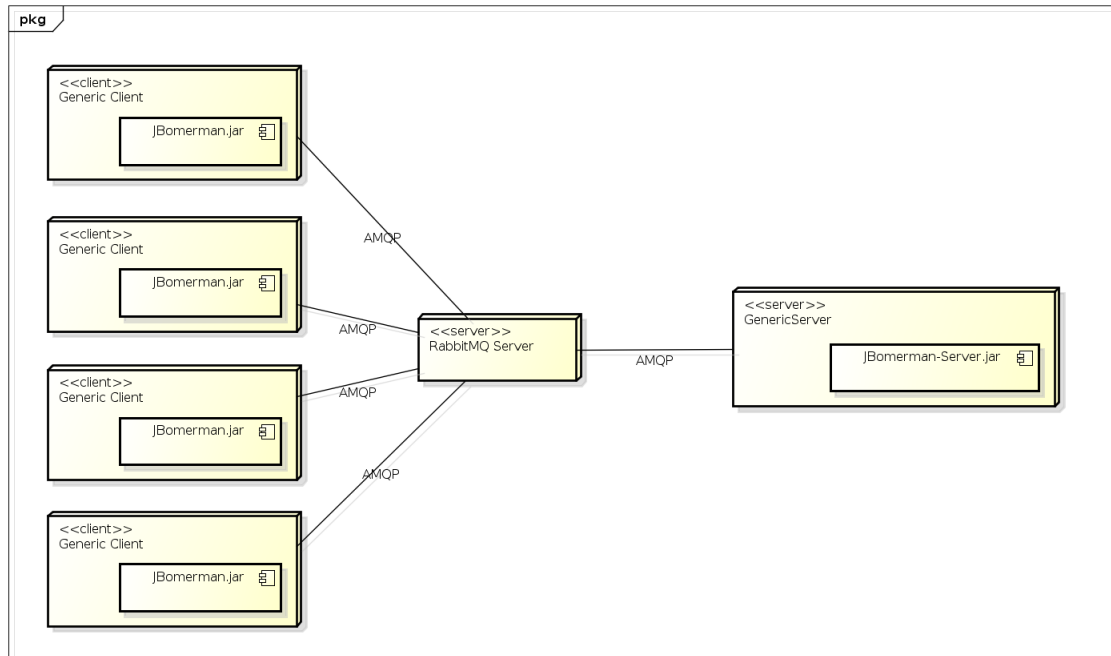 pkg
<<client>>
Generic Client
JBomerman.jar
AMQP
<<client>>
Generic Client
JBomerman.jar
AMQP
<<server>>
RabbitMQ Server
AMQP
<<server>>
GenericServer
JBomerman-Server.jar
<<client>>
Generic Client
JBomerman.jar
AMQP
<<client>>
Generic Client
JBomerman.jar
AMQP